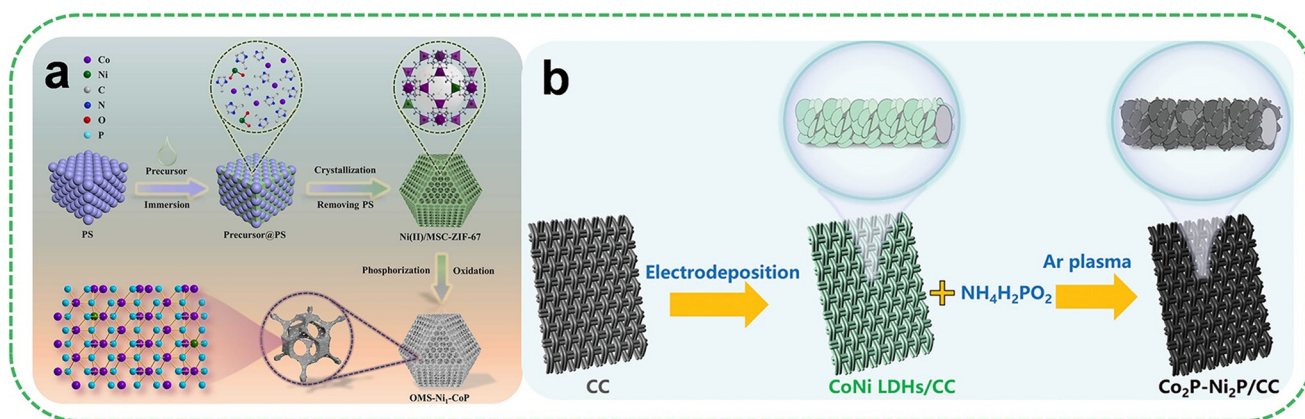 a
Co
Ni
C
N
O
P
Precursor
Immersion
Crystallization
Removing PS
PS
Precursor@PS
Ni(II)/MSC-ZIF-67
Phosphorization
Oxidation
OMS-Ni₁-CoP
b
Electrodeposition
+ NH₄H₂PO₂
Ar plasma
CC
CoNi LDHs/CC
Co₂P-Ni₂P/CC